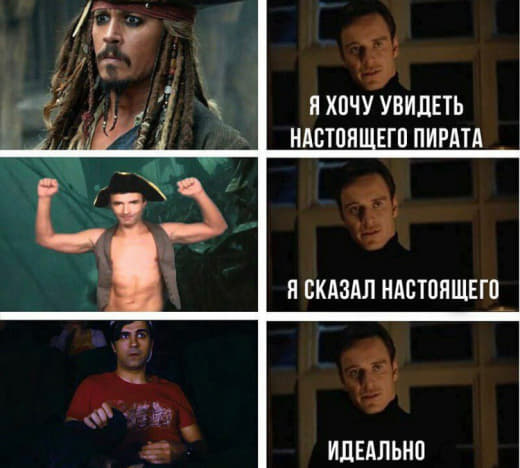 Я ХОЧУ УВИДЕТЬ
НАСТОЯЩЕГО ПИРАТА
Я СКАЗАЛ НАСТОЯЩЕГО
ИДЕАЛЬНО